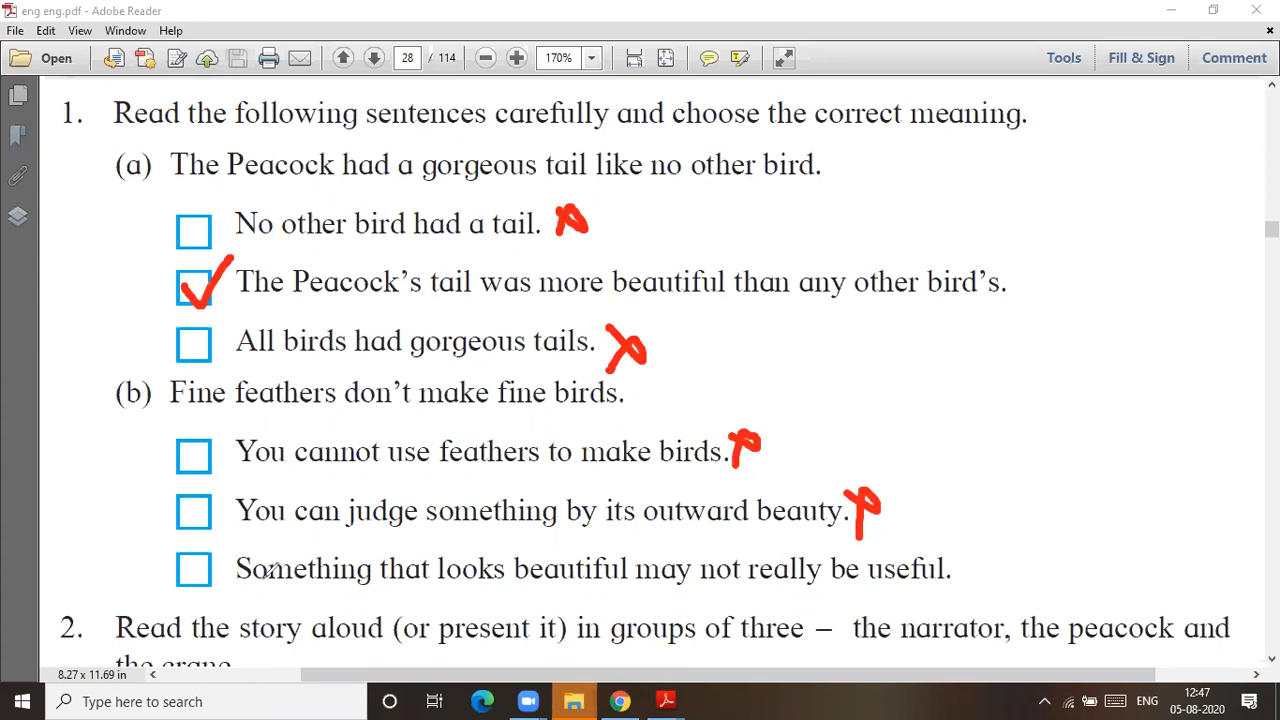 eng eng.pdf - Adobe Reader
File Edit View Window Help
Open 28 / 114 170% Tools Fill & Sign Comment
1. Read the following sentences carefully and choose the correct meaning.
(a) The Peacock had a gorgeous tail like no other bird.
No other bird had a tail.
The Peacock's tail was more beautiful than any other bird's.
All birds had gorgeous tails.
(b) Fine feathers don't make fine birds.
You cannot use feathers to make birds.
You can judge something by its outward beauty.
Something that looks beautiful may not really be useful.
2. Read the story aloud (or present it) in groups of three – the narrator, the peacock and
the crane.
8.27 x 11.69 in
Type here to search ENG 12:47
05-08-2020